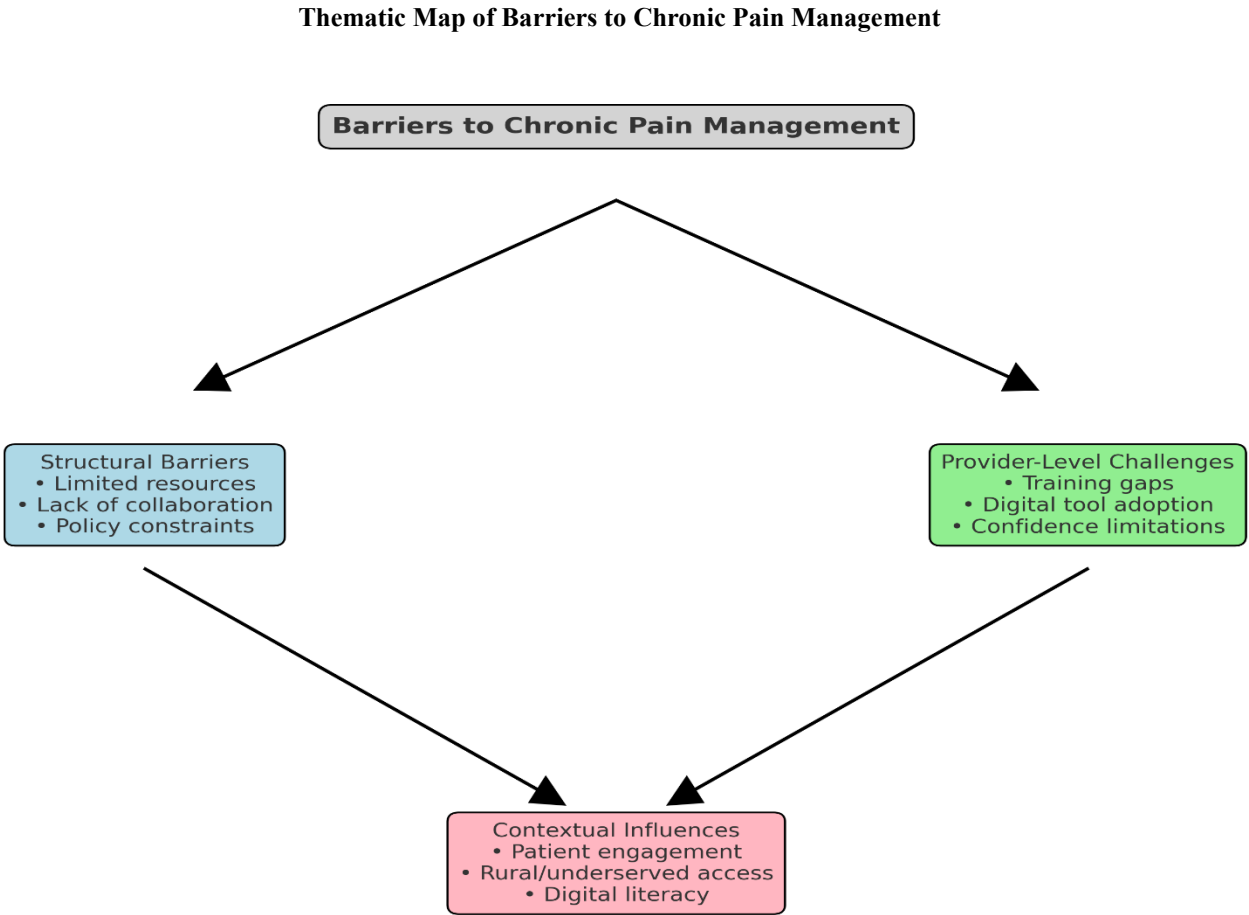 Thematic Map of Barriers to Chronic Pain Management
Barriers to Chronic Pain Management
Structural Barriers
• Limited resources
• Lack of collaboration
• Policy constraints
Provider-Level Challenges
• Training gaps
• Digital tool adoption
• Confidence limitations
Contextual Influences
• Patient engagement
• Rural/underserved access
• Digital literacy